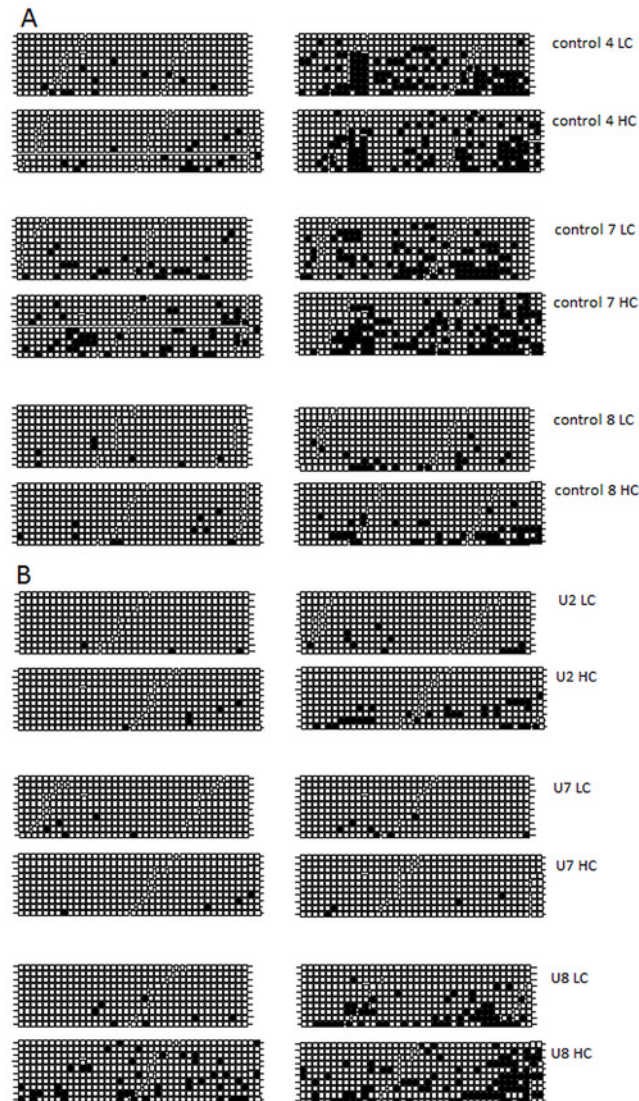 A
control 4 LC
control 4 HC
control 7 LC
control 7 HC
control 8 LC
control 8 HC
B
U2 LC
U2 HC
U7 LC
U7 HC
U8 LC
U8 HC